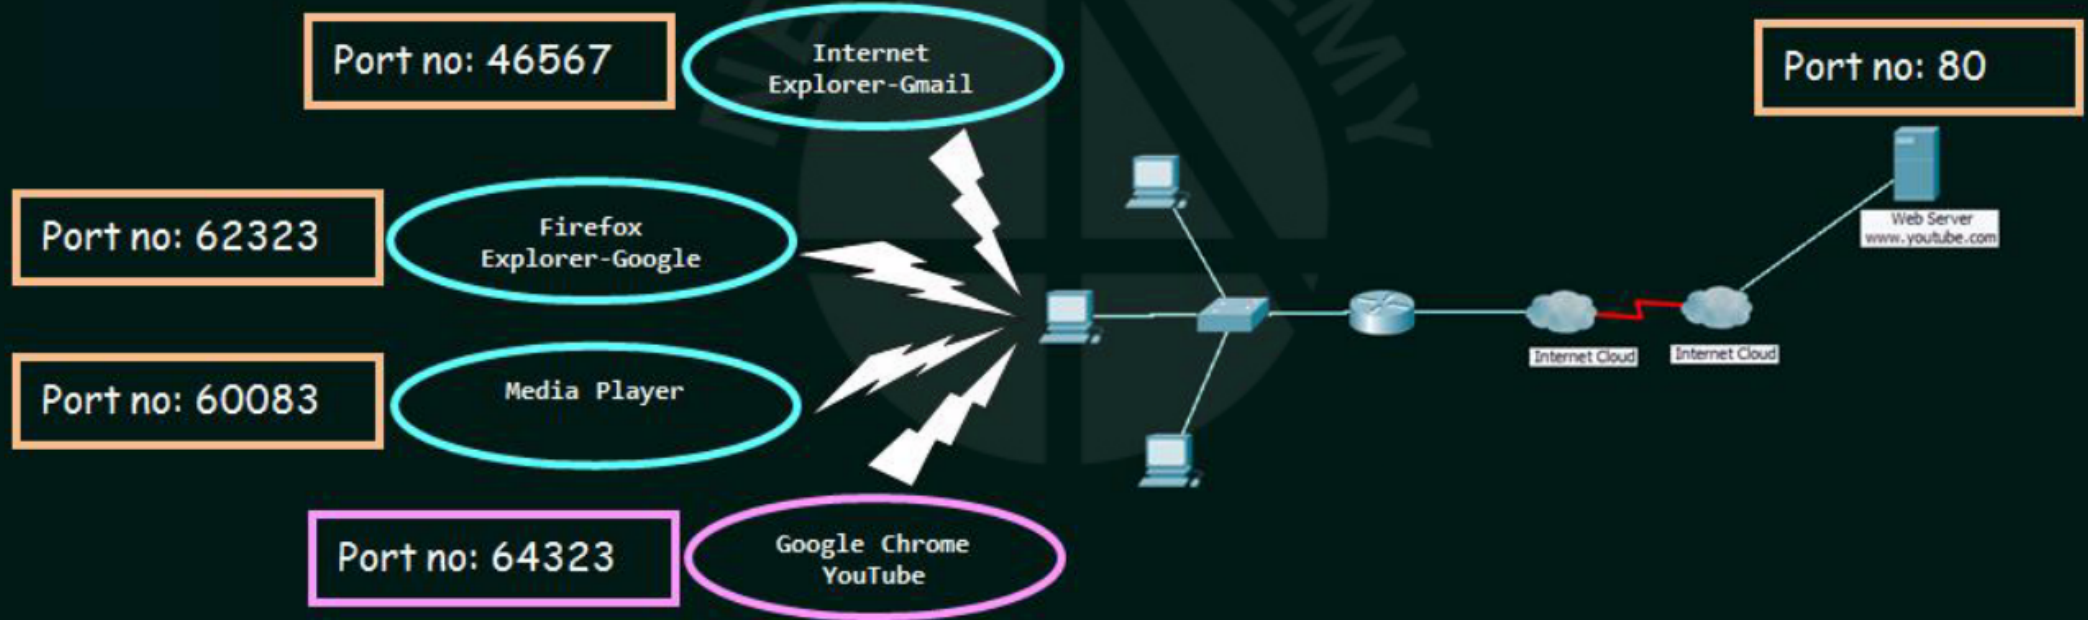 Port no: 46567
Internet
Explorer-Gmail
Port no: 80
Port no: 62323
Firefox
Explorer-Google
Web Server
www.youtube.com
Internet Cloud
Internet Cloud
Port no: 60083
Media Player
Port no: 64323
Google Chrome
YouTube